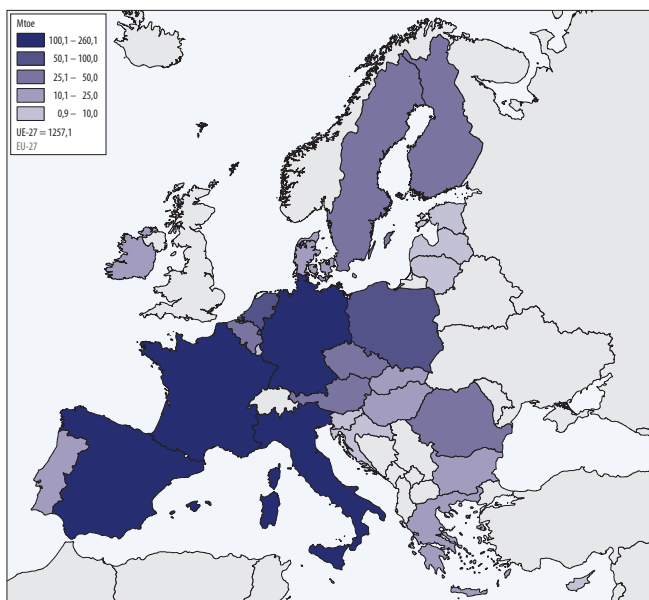 Mtoe
100,1 – 260,1
50,1 – 100,0
25,1 – 50,0
10,1 – 25,0
0,9 – 10,0
UE-27 = 1257,1
EU-27